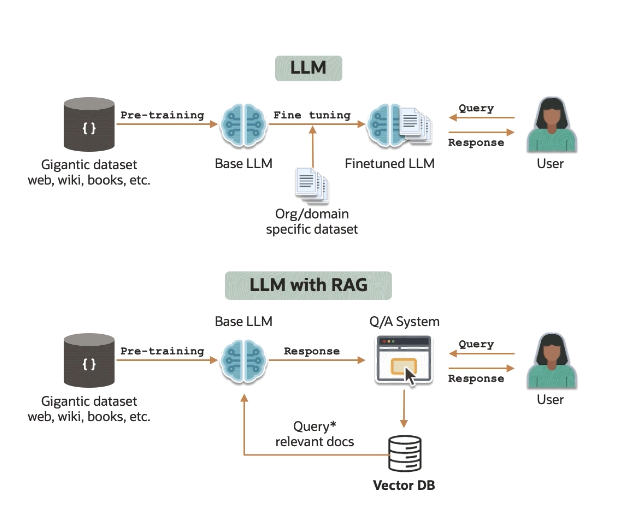 LLM
Pre-training
Fine tuning
Query
Response
{ }
Gigantic dataset
web, wiki, books, etc.
Base LLM
Finetuned LLM
User
Org/domain
specific dataset
LLM with RAG
Base LLM
Q/A System
Pre-training
Response
Query
Response
{ }
Gigantic dataset
web, wiki, books, etc.
User
Query*
relevant docs
Vector DB